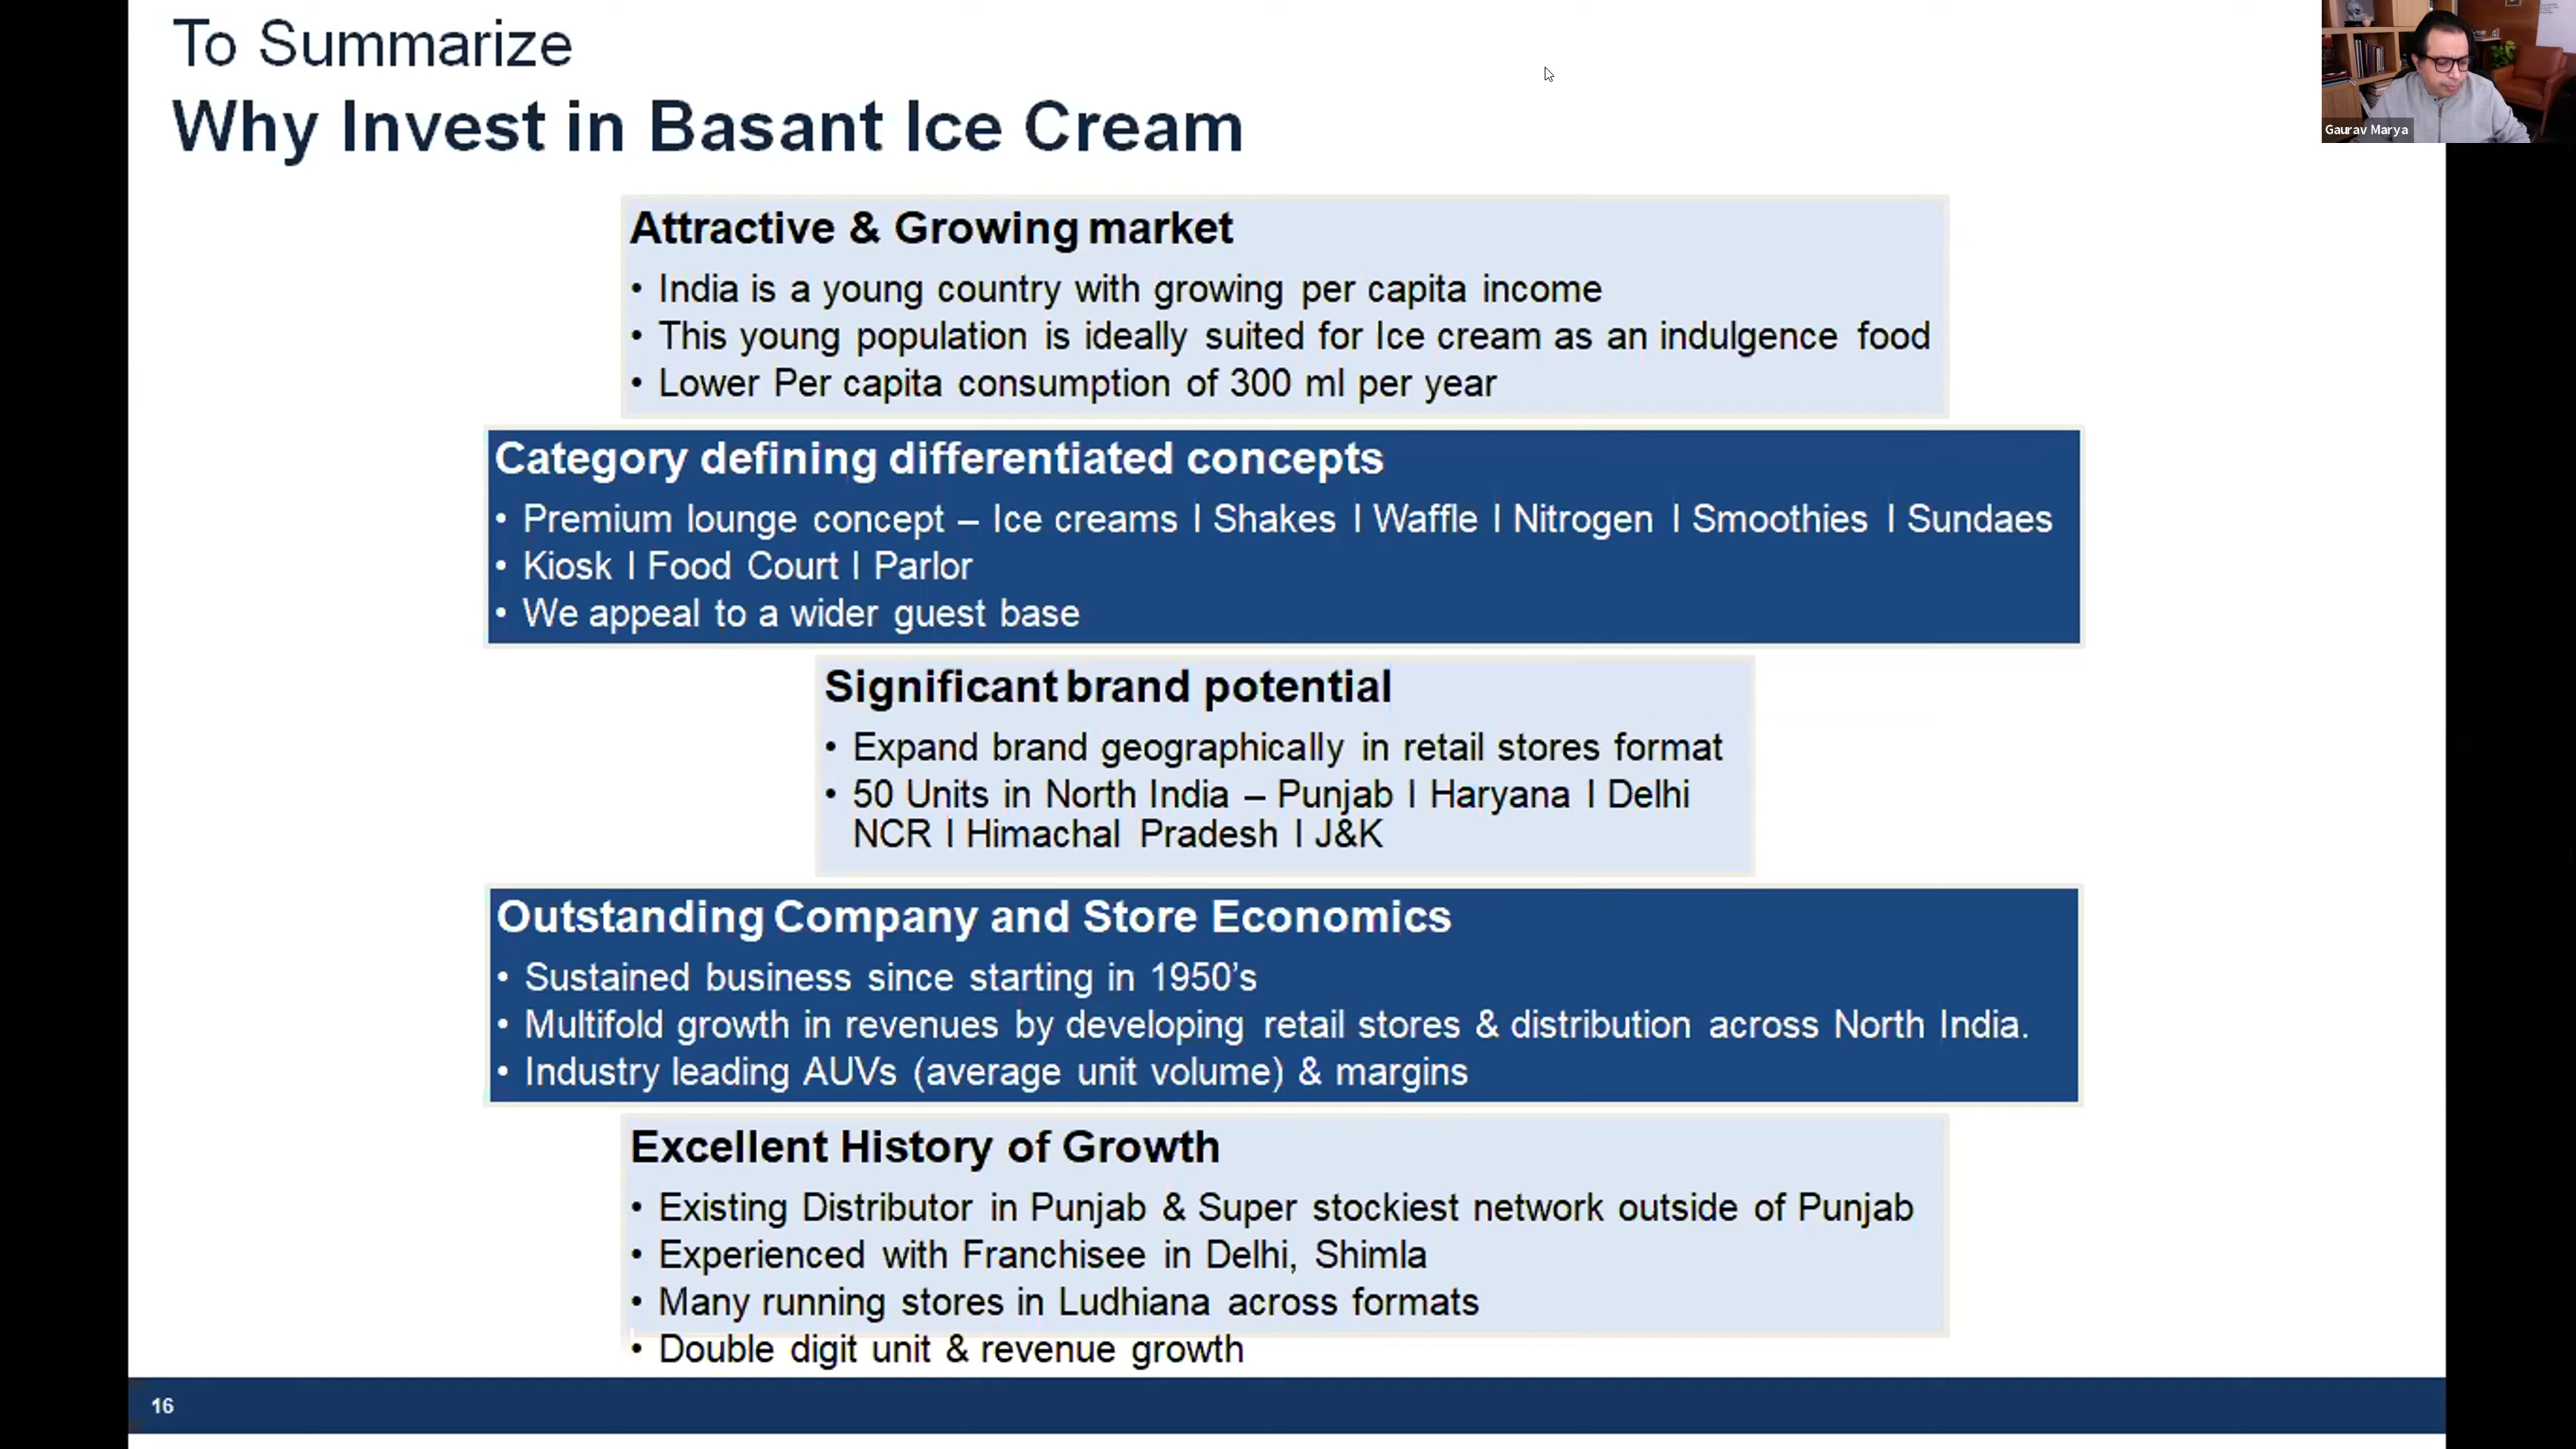 To Summarize
Why Invest in Basant Ice Cream
Gaurav Marya
Attractive & Growing market
• India is a young country with growing per capita income
• This young population is ideally suited for Ice cream as an indulgence food
• Lower Per capita consumption of 300 ml per year
Category defining differentiated concepts
• Premium lounge concept – Ice creams I Shakes I Waffle I Nitrogen I Smoothies I Sundaes
• Kiosk I Food Court I Parlor
• We appeal to a wider guest base
Significant brand potential
• Expand brand geographically in retail stores format
• 50 Units in North India – Punjab I Haryana I Delhi
NCR I Himachal Pradesh I J&K
Outstanding Company and Store Economics
• Sustained business since starting in 1950’s
• Multifold growth in revenues by developing retail stores & distribution across North India.
• Industry leading AUVs (average unit volume) & margins
Excellent History of Growth
• Existing Distributor in Punjab & Super stockiest network outside of Punjab
• Experienced with Franchisee in Delhi, Shimla
• Many running stores in Ludhiana across formats
• Double digit unit & revenue growth
16